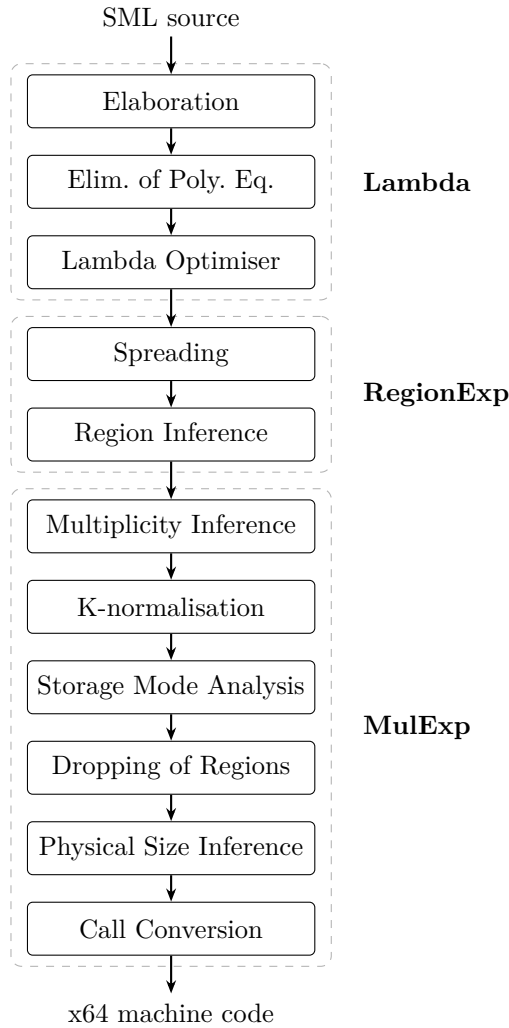 SML source
Elaboration
Elim. of Poly. Eq.
Lambda
Lambda Optimiser
Spreading
RegionExp
Region Inference
Multiplicity Inference
K-normalisation
Storage Mode Analysis
MulExp
Dropping of Regions
Physical Size Inference
Call Conversion
x64 machine code